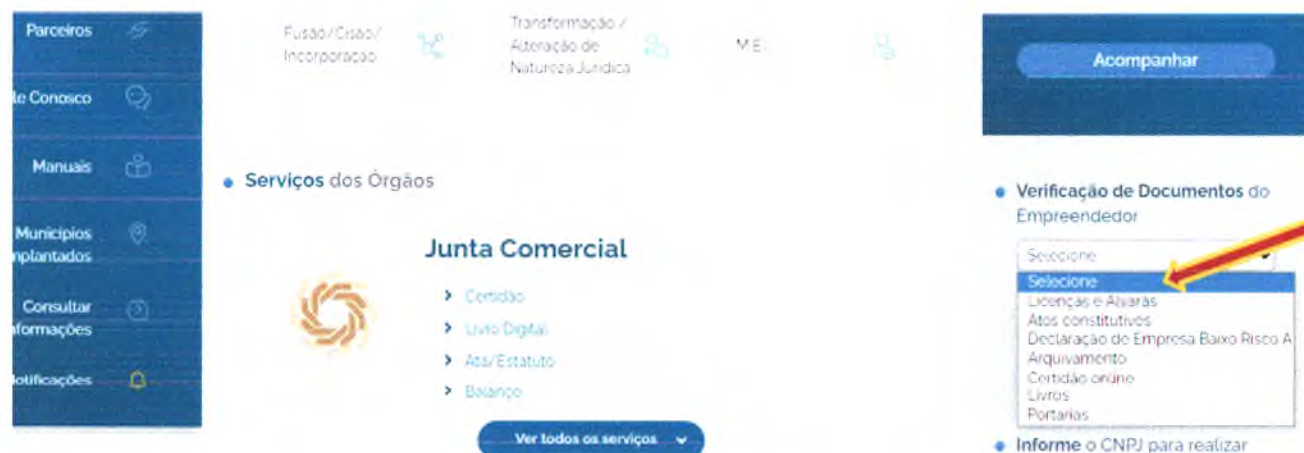 Parceiros
le Conosco
Manuais
Municípios
nplantados
Consultar
nformações
lotificações
Fusão/Cisão/
Incorporação
Transformação /
Alteração de
Natureza Jurídica
M.E.
Serviços dos Órgãos
Junta Comercial
Certidão
Livro Digital
Ata/Estatuto
Balanço
Ver todos os serviços
Acompanhar
Verificação de Documentos do
Empreendedor
Selecione
Selecione
Licenças e Alvarás
Atos constitutivos
Declaração de Empresa Baixo Risco A
Arquivamento
Certidão online
Livros
Portarias
Informe o CNPJ para realizar